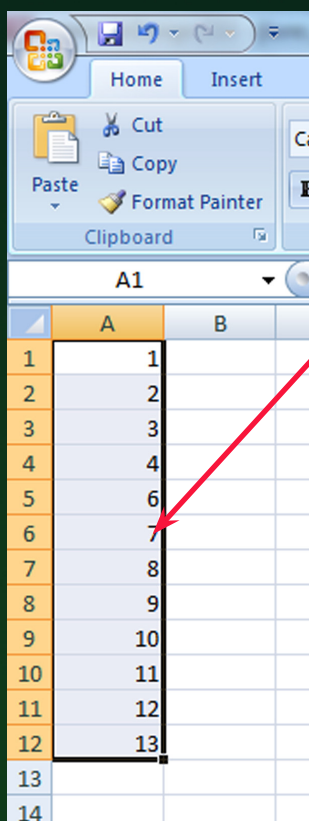 Home Insert
Cut
Copy
Paste
Format Painter
Clipboard
A1
A B
1 1
2 2
3 3
4 4
5 6
6 7
7 8
8 9
9 10
10 11
11 12
12 13
13
14